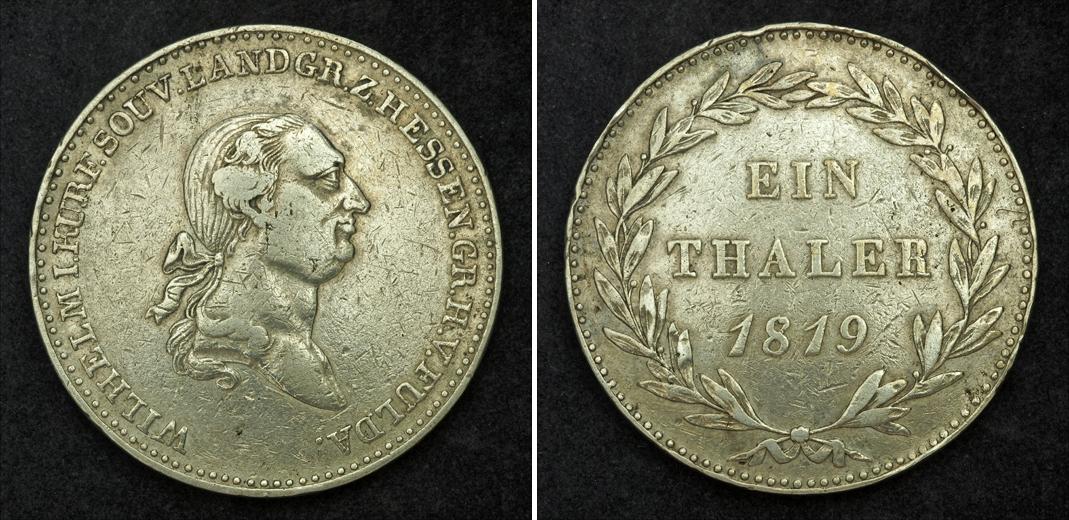 WILHELM I.KURF.SOUV.LANDGR.Z.HESSEN.GR.H.V.FULDA.
EIN
THALER
1819